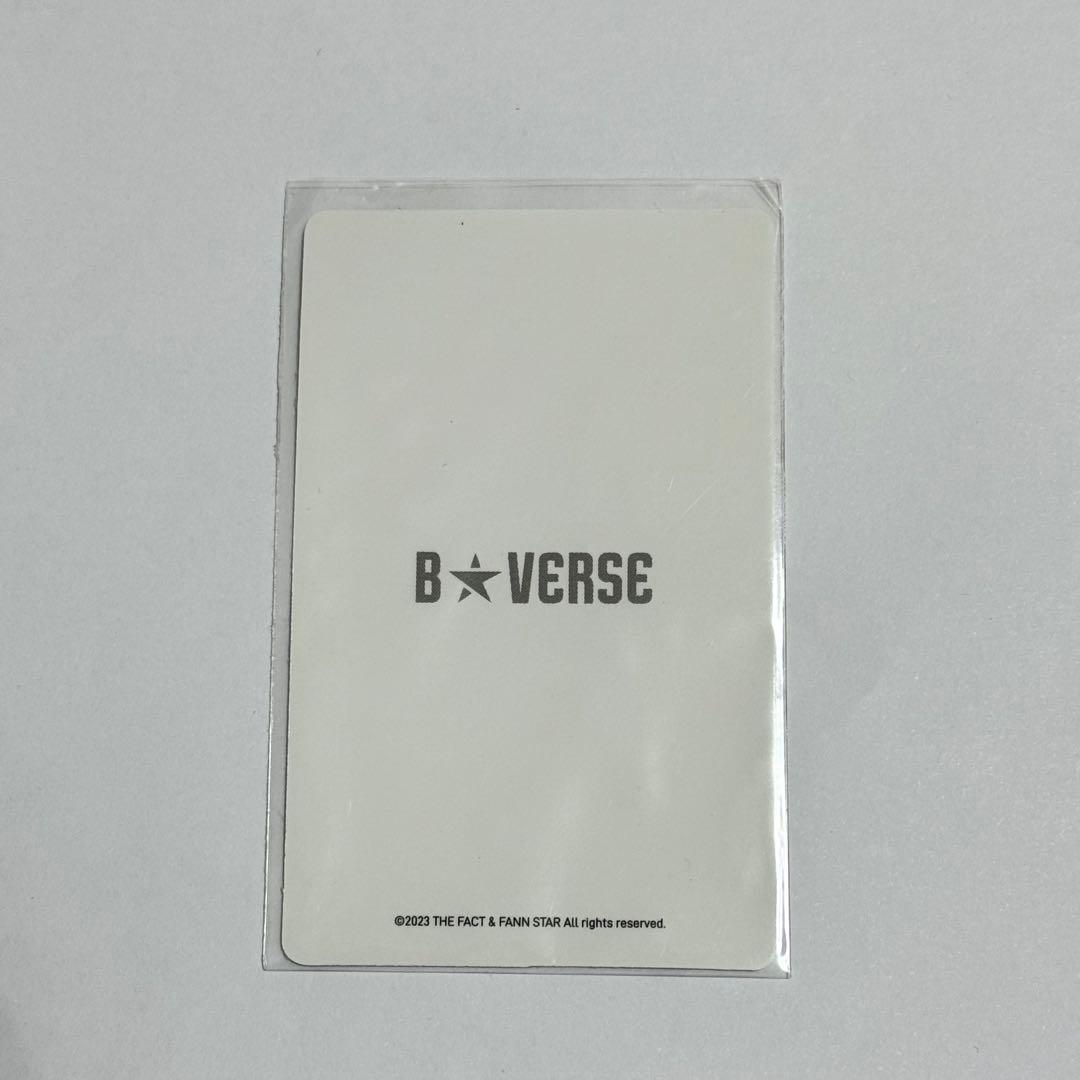 B★VERSE
©2023 THE FACT & FANN STAR All rights reserved.